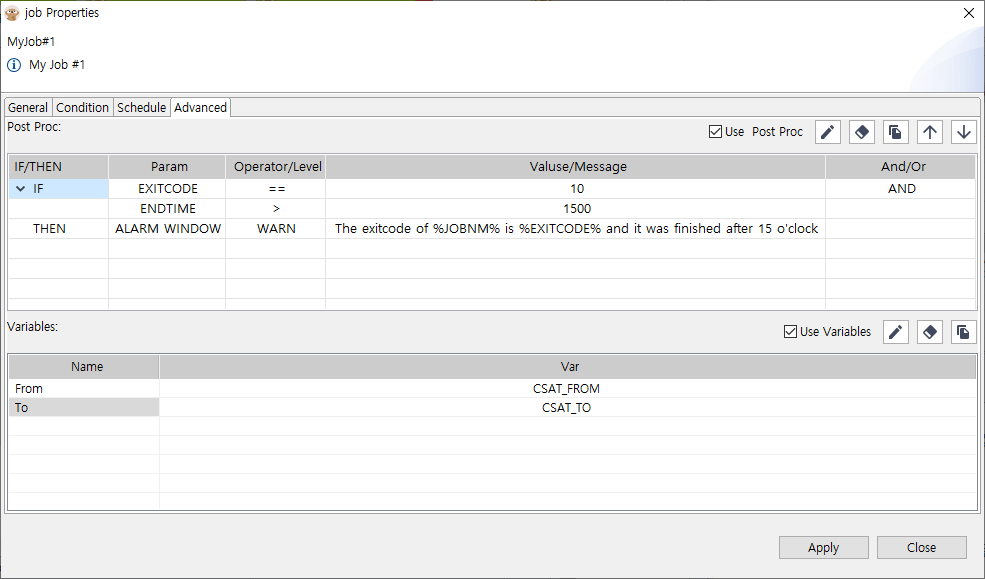 job Properties
MyJob#1
My Job #1
General Condition Schedule Advanced
Post Proc:
Use Post Proc
IF/THEN Param Operator/Level Valuse/Message And/Or
IF EXITCODE == 10 AND
ENDTIME > 1500
THEN ALARM WINDOW WARN The exitcode of %JOBNM% is %EXITCODE% and it was finished after 15 o'clock
Variables:
Use Variables
Name Var
From CSAT_FROM
To CSAT_TO
Apply Close